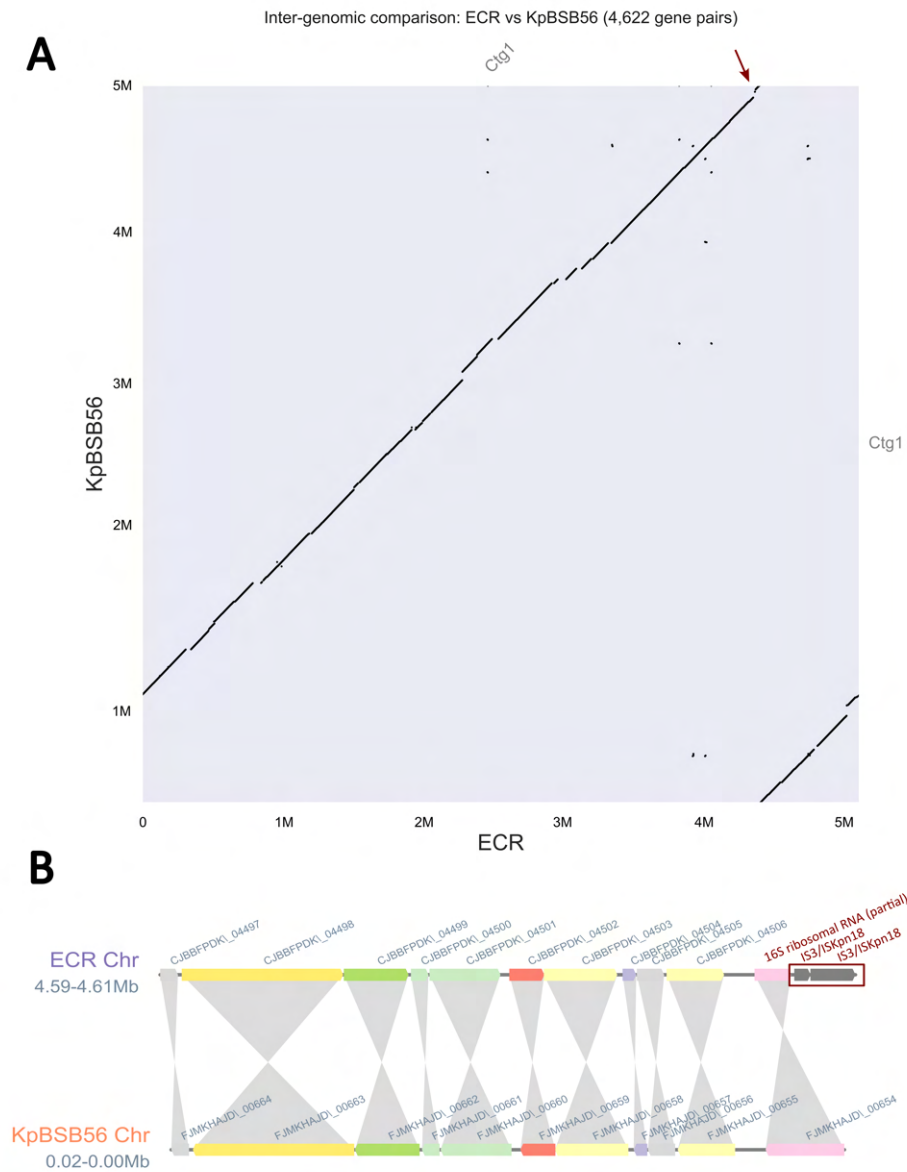 Inter-genomic comparison: ECR vs KpBSB56 (4,622 gene pairs)
A
Ctg1
5M
4M
3M
2M
1M
KpBSB56
Ctg1
0
1M
2M
3M
4M
5M
ECR
B
CJBBFPDK\_04497
CJBBFPDK\_04498
CJBBFPDK\_04499
CJBBFPDK\_04500
CJBBFPDK\_04501
CJBBFPDK\_04502
CJBBFPDK\_04503
CJBBFPDK\_04504
CJBBFPDK\_04505
CJBBFPDK\_04506
16S ribosomal RNA (partial)
IS3/ISKpn18
IS3/ISKpn18
ECR Chr
4.59-4.61Mb
FJMKHAJD\_00664
FJMKHAJD\_00663
FJMKHAJD\_00662
FJMKHAJD\_00661
FJMKHAJD\_00660
FJMKHAJD\_00659
FJMKHAJD\_00658
FJMKHAJD\_00657
FJMKHAJD\_00656
FJMKHAJD\_00655
FJMKHAJD\_00654
KpBSB56 Chr
0.02-0.00Mb